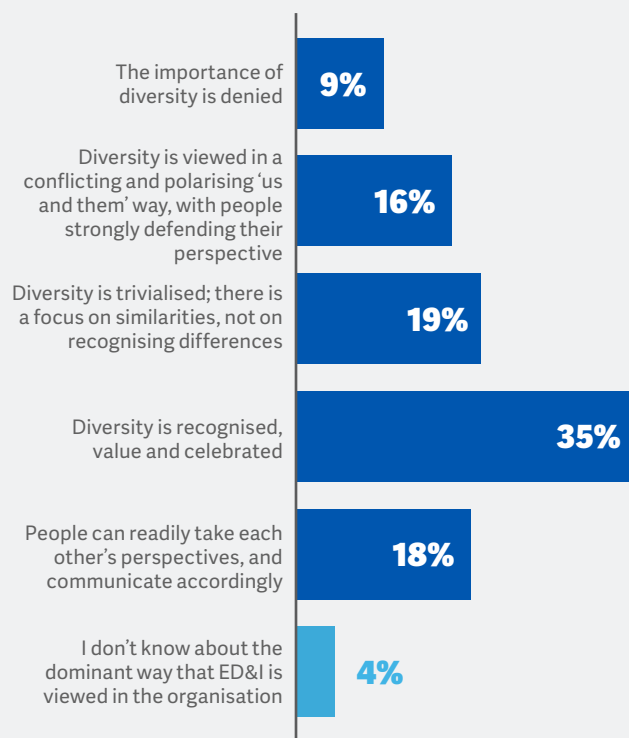 The importance of
diversity is denied
9%
Diversity is viewed in a
conflicting and polarising ‘us
and them’ way, with people
strongly defending their
perspective
16%
Diversity is trivialised; there is
a focus on similarities, not on
recognising differences
19%
Diversity is recognised,
value and celebrated
35%
People can readily take each
other’s perspectives, and
communicate accordingly
18%
I don’t know about the
dominant way that ED&I is
viewed in the organisation
4%